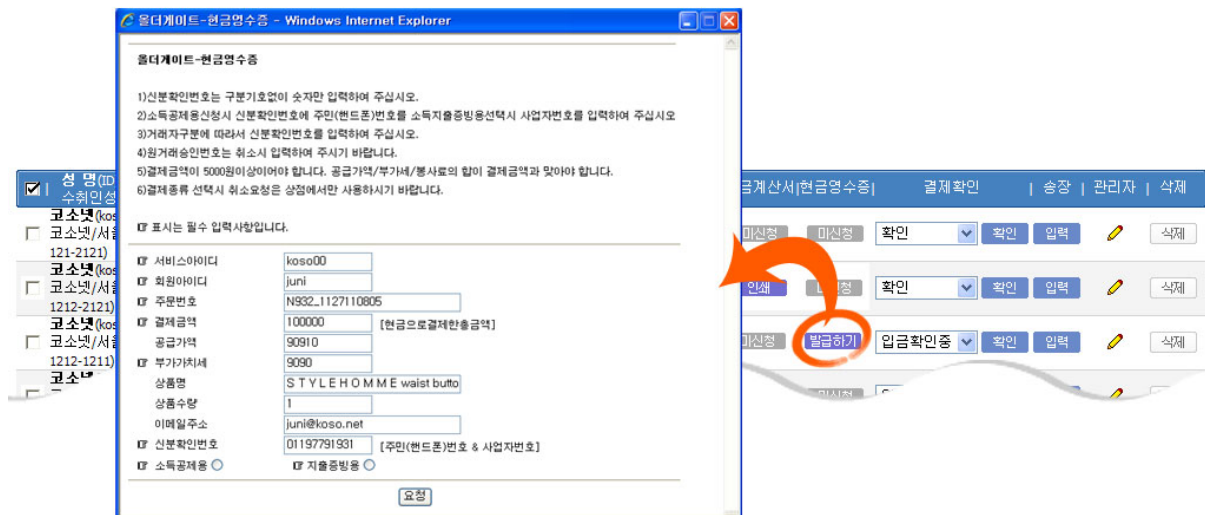 올더게이트-현금영수증 - Windows Internet Explorer
올더게이트-현금영수증
1)신분확인번호는 구분기호없이 숫자만 입력하여 주십시오.
2)소득공제용신청시 신분확인번호에 주민(핸드폰)번호를 소득지출증빙용선택시 사업자번호를 입력하여 주십시오
3)거래자구분에 따라서 신분확인번호를 입력하여 주십시오.
4)원거래승인번호는 취소시 입력하여 주시기 바랍니다.
5)결제금액이 5000원이상이어야 합니다. 공급가액/부가세/봉사료의 합이 결제금액과 맞아야 합니다.
6)결제종류 선택시 취소요청은 상점에서만 사용하시기 바랍니다.
☞ 표시는 필수 입력사항입니다.
☞ 서비스아이디 koso00
☞ 회원아이디 juni
☞ 주문번호 N932_1127110805
☞ 결제금액 100000 [현금으로결제한총금액]
공급가액 90910
☞ 부가가치세 9090
상품명 S T Y L E H O M M E waist butto
상품수량 1
이메일주소 juni@koso.net
☞ 신분확인번호 01197791931 [주민(핸드폰)번호 & 사업자번호]
☞ 소득공제용 ☞ 지출증빙용
요청
성 명(ID
수취인성
금계산서|현금영수증| 결제확인 | 송장 | 관리자 | 삭제
코소넷(kos
코소넷/서울
121-2121)
미신청 미신청 확인 확인 입력 삭제
코소넷(kos
코소넷/서울
1212-2121)
인쇄 미신청 확인 확인 입력 삭제
코소넷(kos
코소넷/서울
1212-1211)
미신청 발급하기 입금확인중 확인 입력 삭제
코소넷